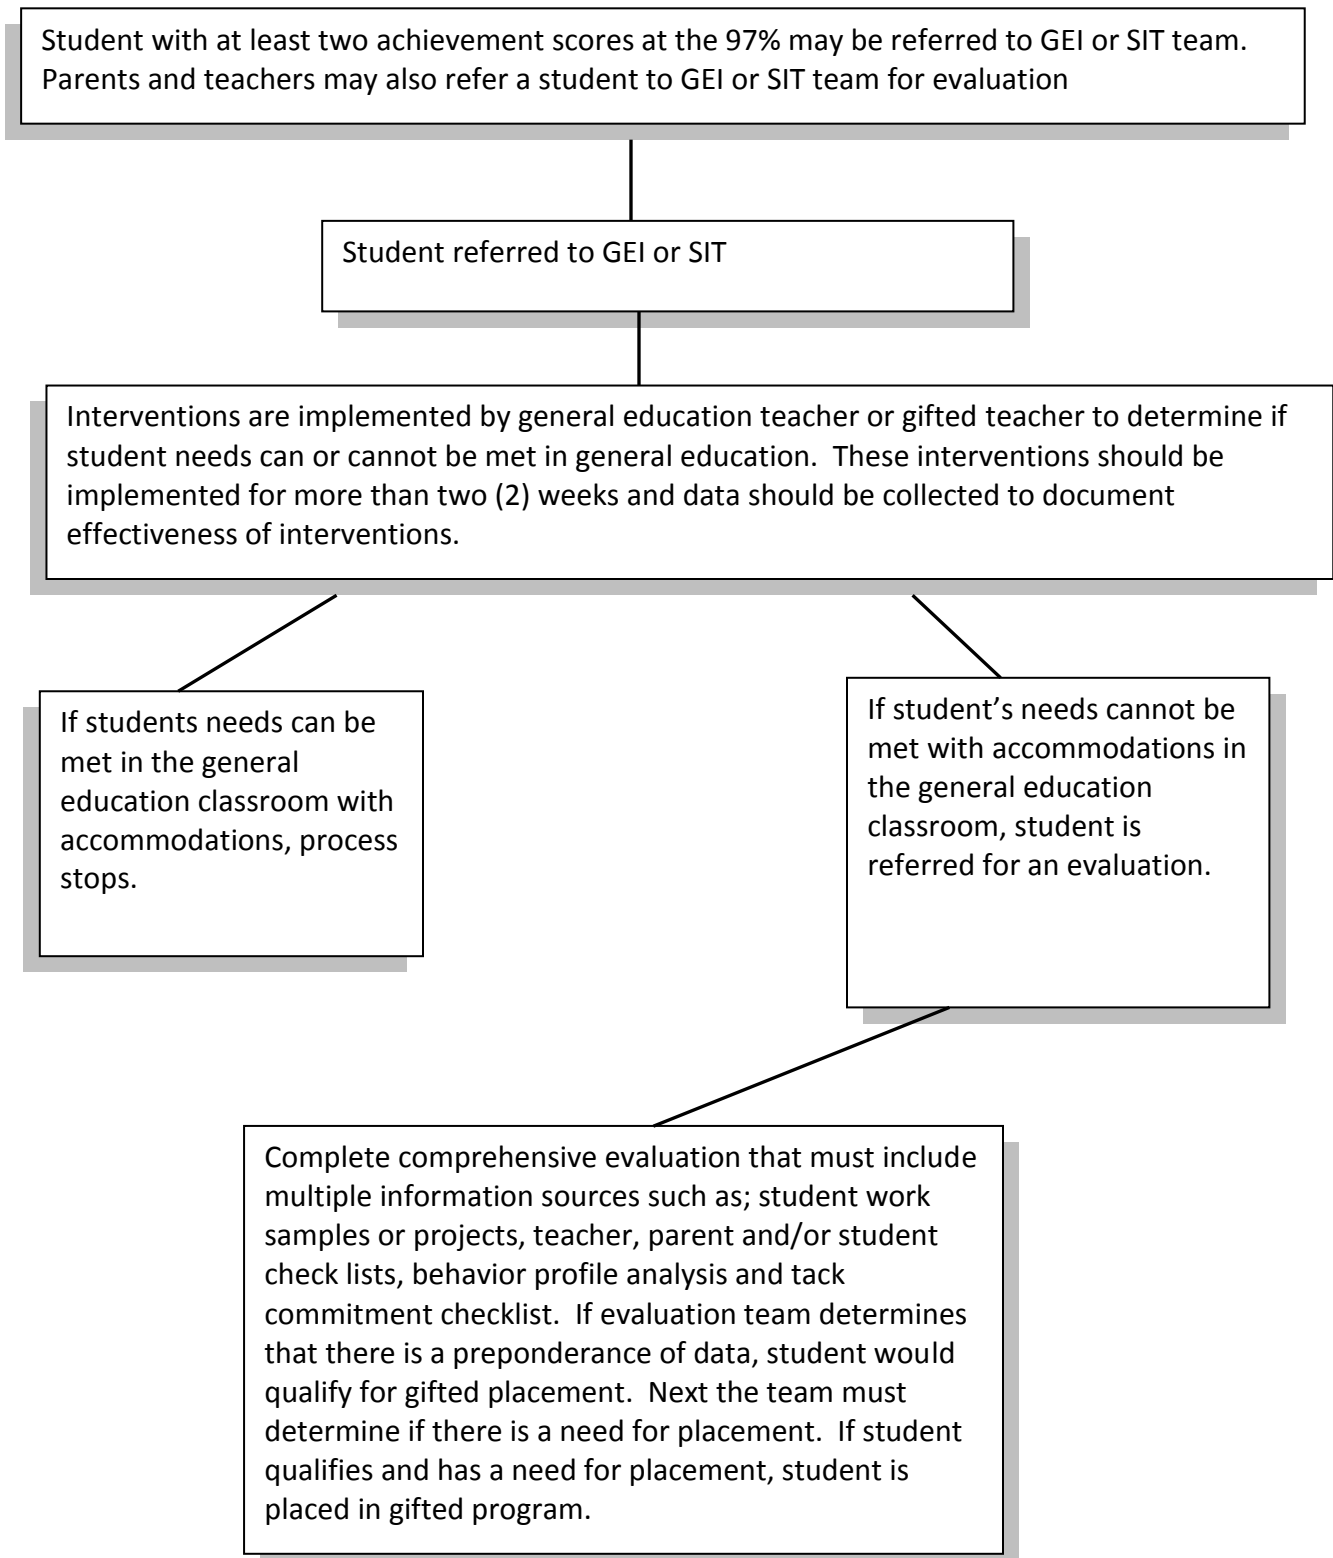 Student with at least two achievement scores at the 97% may be referred to GEI or SIT team.
Parents and teachers may also refer a student to GEI or SIT team for evaluation
Student referred to GEI or SIT
Interventions are implemented by general education teacher or gifted teacher to determine if
student needs can or cannot be met in general education.  These interventions should be
implemented for more than two (2) weeks and data should be collected to document
effectiveness of interventions.
If students needs can be
met in the general
education classroom with
accommodations, process
stops.
If student’s needs cannot be
met with accommodations in
the general education
classroom, student is
referred for an evaluation.
Complete comprehensive evaluation that must include
multiple information sources such as; student work
samples or projects, teacher, parent and/or student
check lists, behavior profile analysis and tack
commitment checklist.  If evaluation team determines
that there is a preponderance of data, student would
qualify for gifted placement.  Next the team must
determine if there is a need for placement.  If student
qualifies and has a need for placement, student is
placed in gifted program.